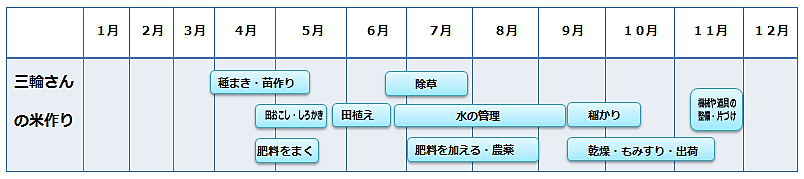 1月 2月 3月 4月 5月 6月 7月 8月 9月 10月 11月 12月
三輪さん
の米作り
種まき・苗作り
除草
田おこし・しろかき
田植え
水の管理
稲かり
機械や道具の
整備・片づけ
肥料をまく
肥料を加える・農薬
乾燥・もみすり・出荷